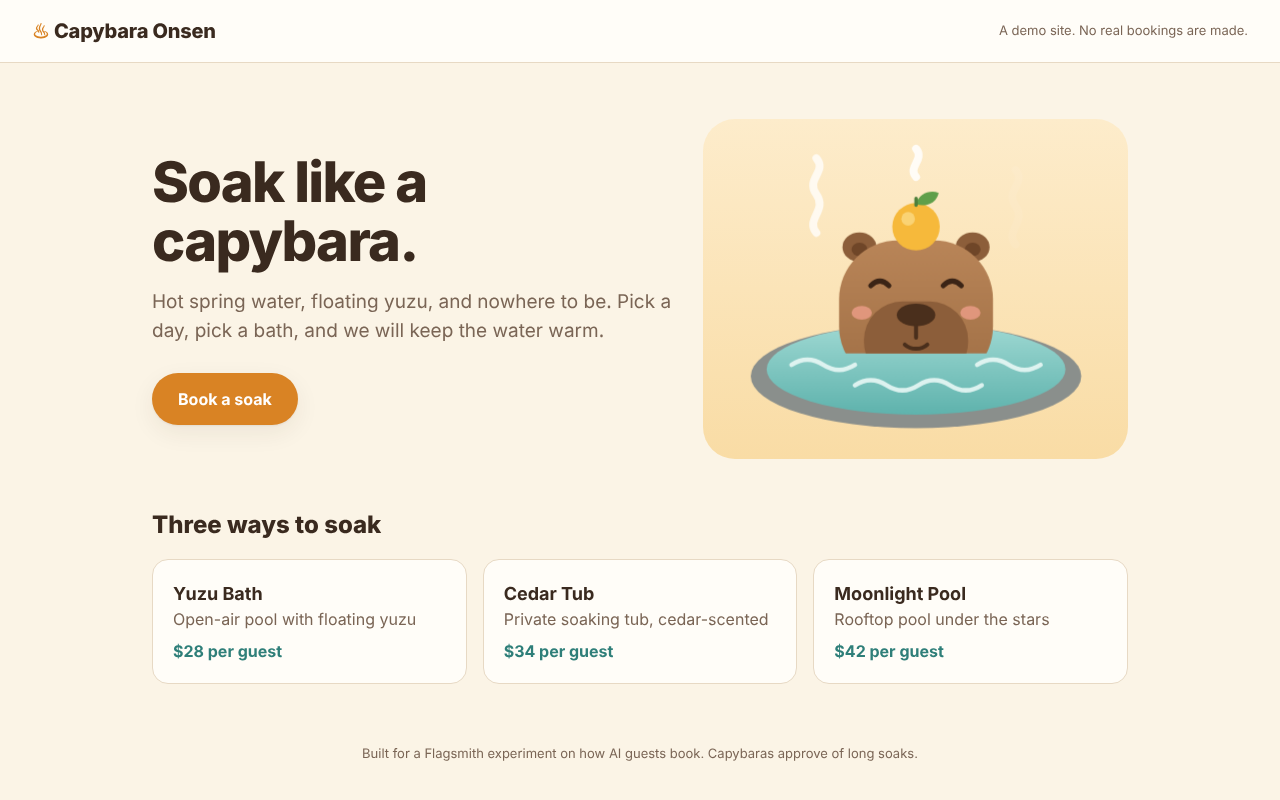 ♨ Capybara Onsen
A demo site. No real bookings are made.
Soak like a
capybara.
Hot spring water, floating yuzu, and nowhere to be. Pick a
day, pick a bath, and we will keep the water warm.
Book a soak
Three ways to soak
Yuzu Bath
Open-air pool with floating yuzu
$28 per guest
Cedar Tub
Private soaking tub, cedar-scented
$34 per guest
Moonlight Pool
Rooftop pool under the stars
$42 per guest
Built for a Flagsmith experiment on how AI guests book. Capybaras approve of long soaks.